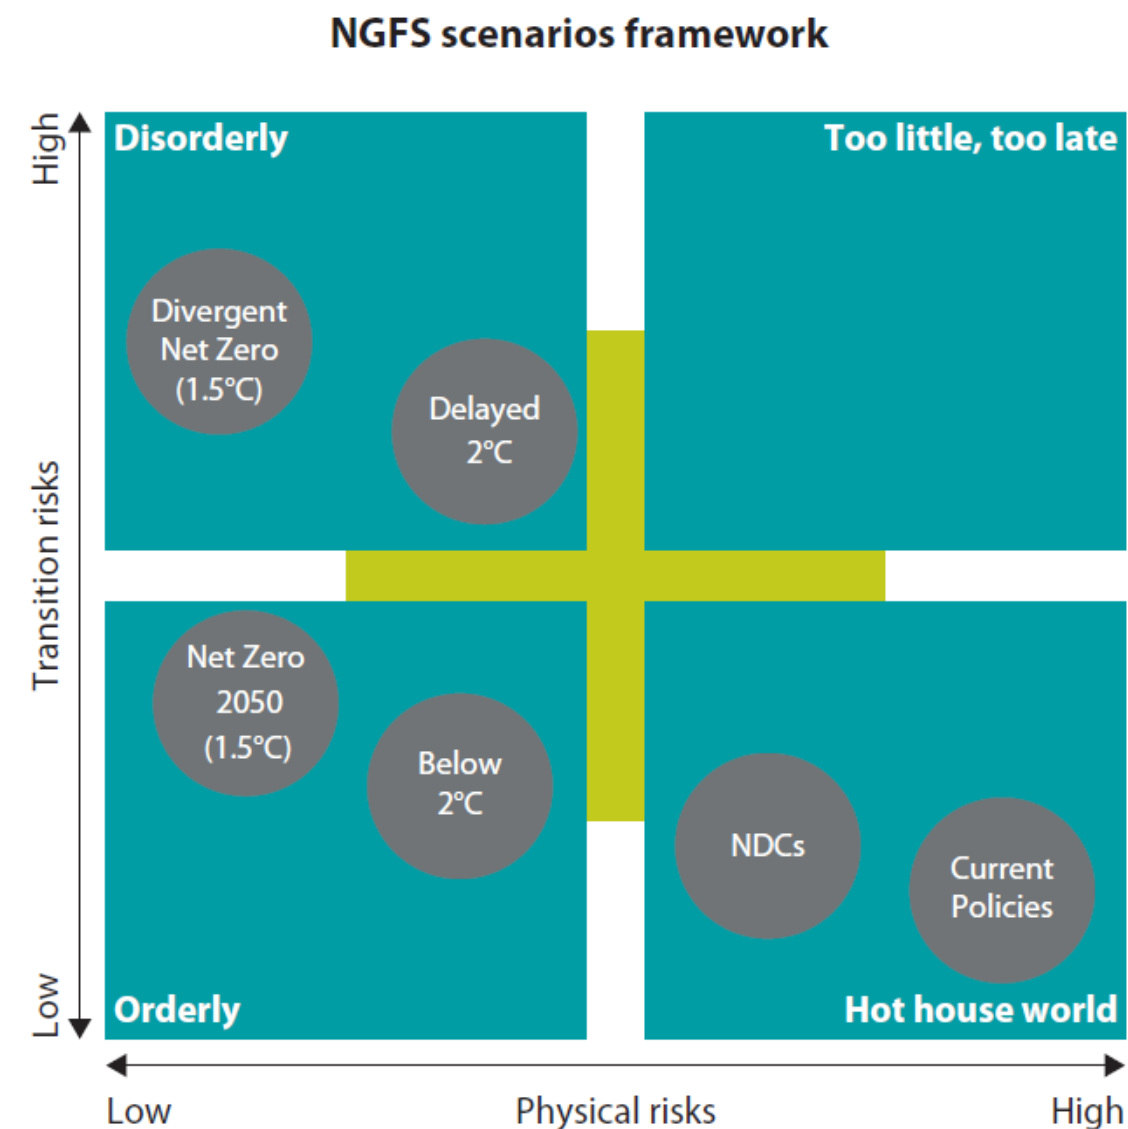 NGFS scenarios framework
High
Transition risks
Low
Disorderly
Too little, too late
Divergent
Net Zero
(1.5°C)
Delayed
2°C
Net Zero
2050
(1.5°C)
Below
2°C
NDCs
Current
Policies
Orderly
Hot house world
Low
Physical risks
High